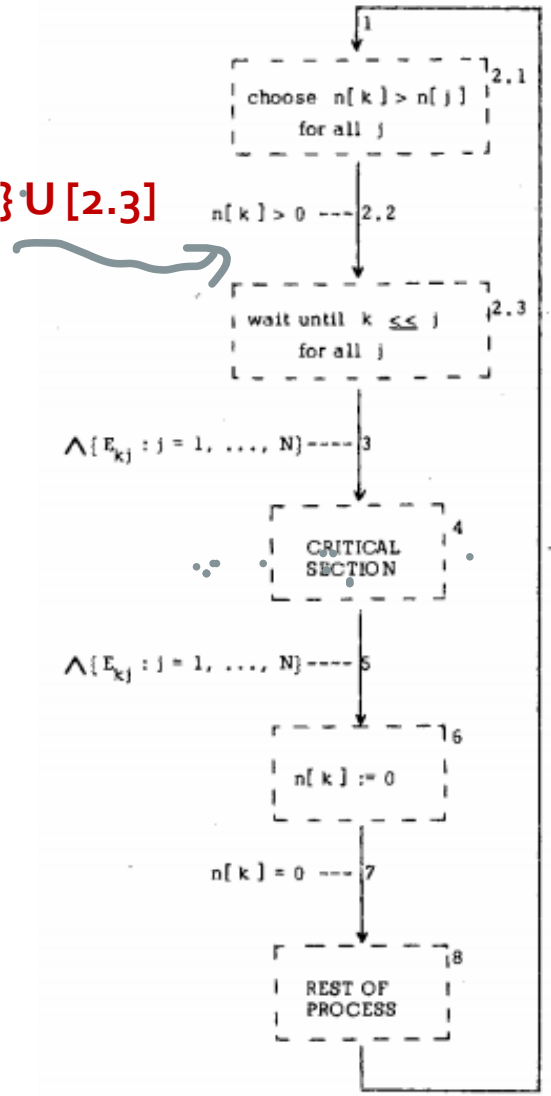 1
2.1
choose n[ k ] > n[ j ]
for all j
} U [2.3]
n[ k ] > 0 ---- 2.2
2.3
wait until k << j
for all j
∧{ E_kj : j = 1, ..., N}---- 3
4
CRITICAL
SECTION
∧{ E_kj : j = 1, ..., N}---- 5
6
n[ k ] := 0
n[ k ] = 0 --- 7
8
REST OF
PROCESS